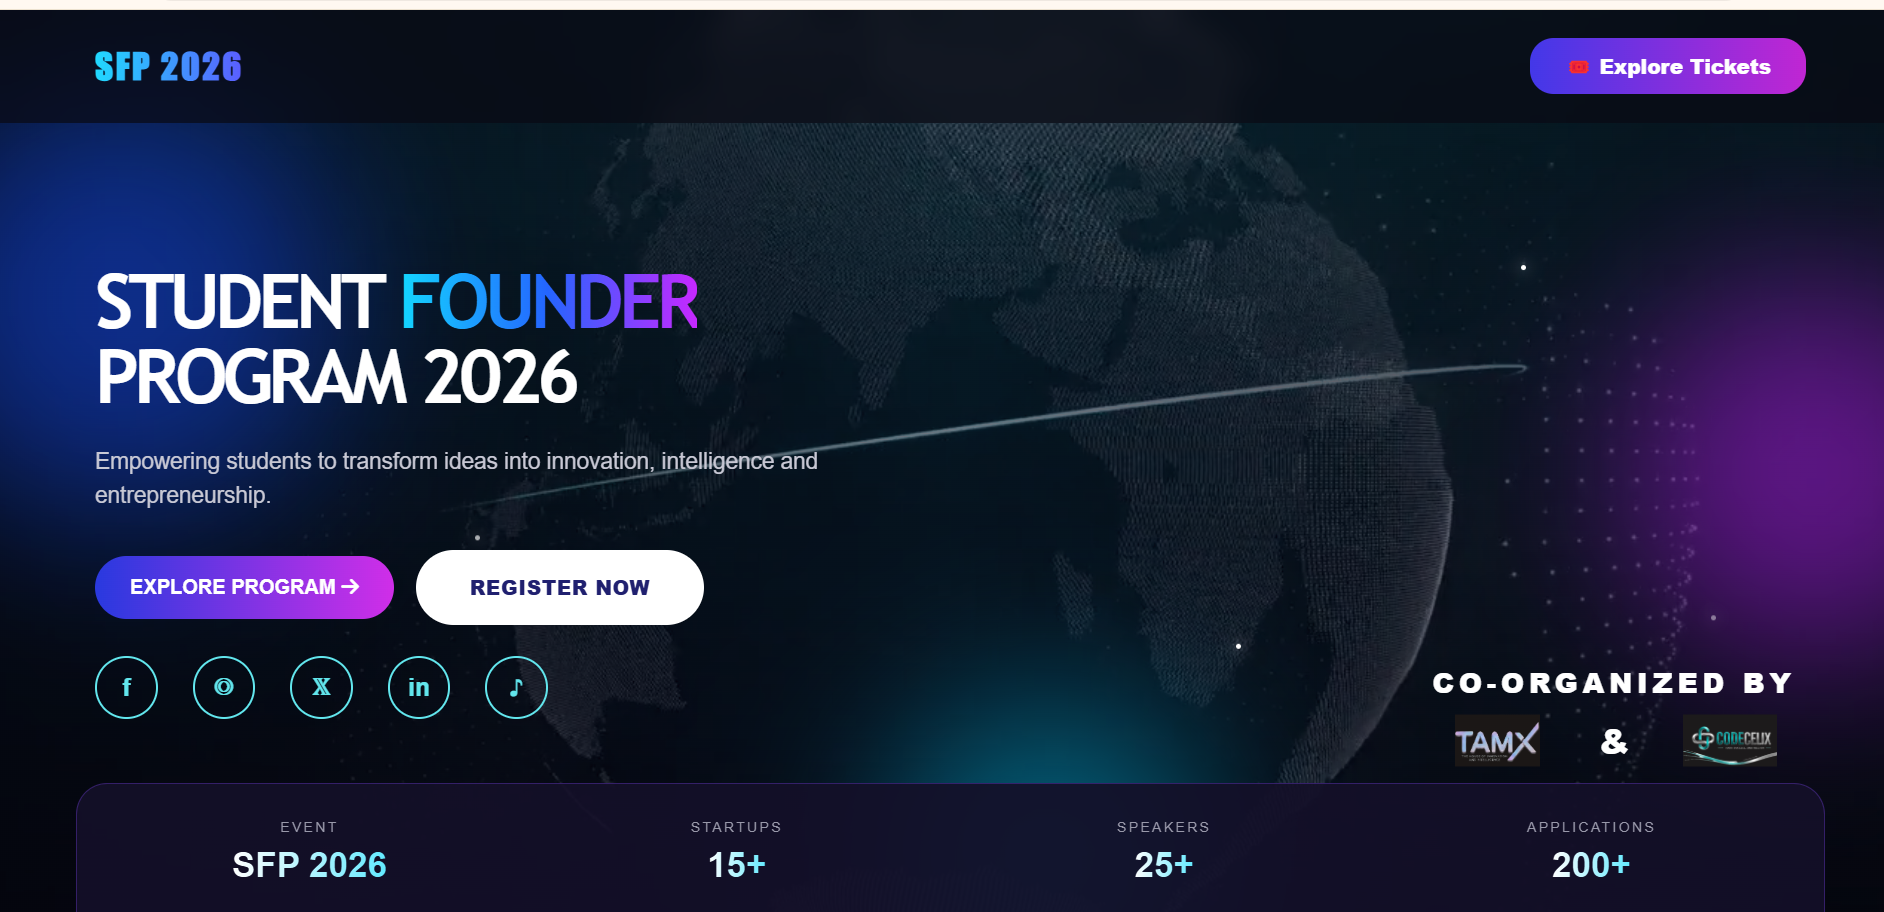 SFP 2026
Explore Tickets
STUDENT FOUNDER
PROGRAM 2026
Empowering students to transform ideas into innovation, intelligence and
entrepreneurship.
EXPLORE PROGRAM →
REGISTER NOW
f
X
in
CO-ORGANIZED BY
TAMX
&
CODECELIX
EVENT
STARTUPS
SPEAKERS
APPLICATIONS
SFP 2026
15+
25+
200+